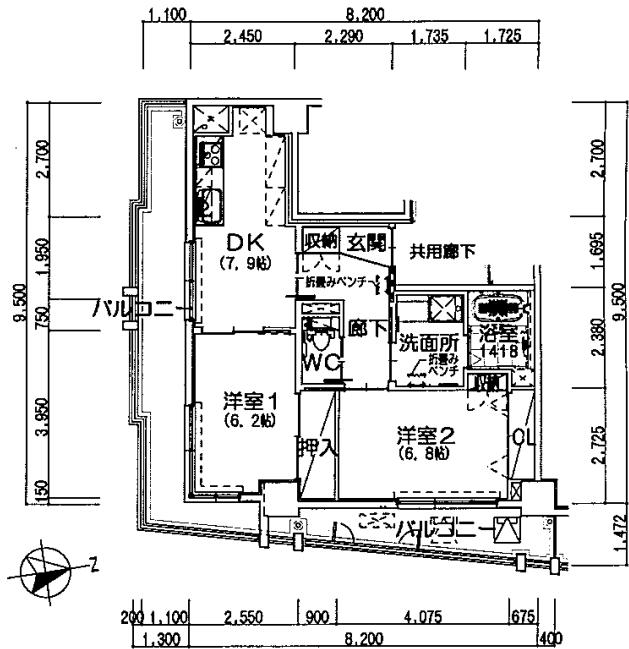 1,100 8,200
2,450 2,290 1,735 1,725
2,700
1,950
750
3,950
150
9,500
2,700
1,695
2,380
2,725
9,500
1,472
DK
(7,9帖)
収納 玄関
共用廊下
折畳みベンチ
バルコニー
廊下
WC
洗面所
折畳み
ベンチ
浴室
1418
収納
洋室1
(6.2帖)
押入
洋室2
(6,8帖)
CL
バルコニー
Z
200 1,100 2,550 900 4,075 675
1,300 8,200 400